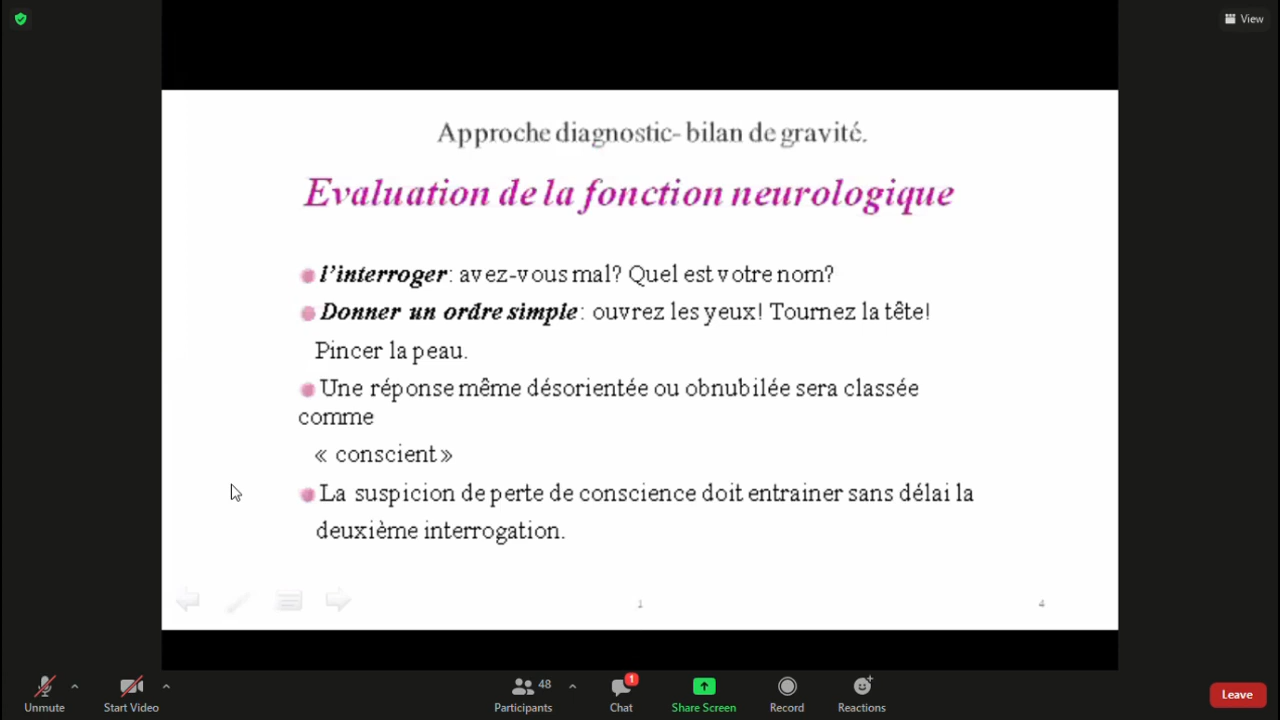 View
Approche diagnostic- bilan de gravité.
Evaluation de la fonction neurologique
l'interroger: avez-vous mal? Quel est votre nom?
Donner un ordre simple: ouvrez les yeux! Tournez la tête!
Pincer la peau.
Une réponse même désorientée ou obnubilée sera classée
comme
« conscient »
La suspicion de perte de conscience doit entrainer sans délai la
deuxième interrogation.
1
4
Unmute
Start Video
48
Participants
1
Chat
Share Screen
Record
Reactions
Leave